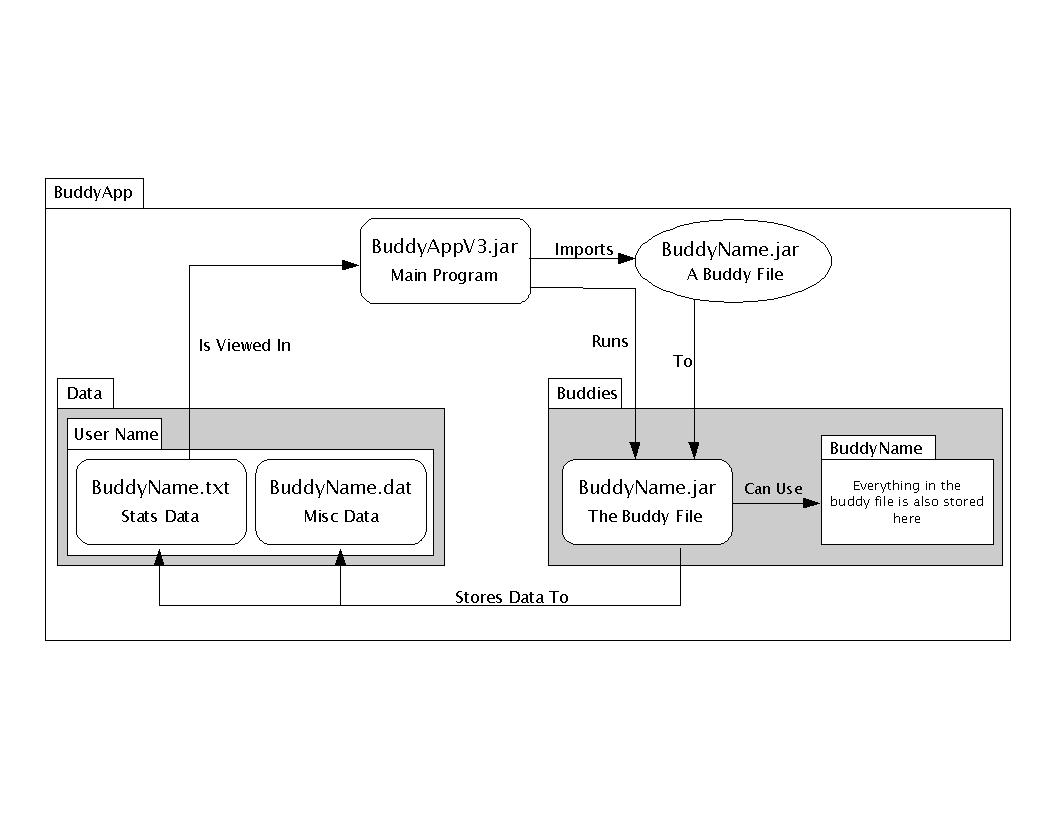 BuddyApp
BuddyAppV3.jar
Main Program
Imports
BuddyName.jar
A Buddy File
Is Viewed In
Runs
To
Data
User Name
BuddyName.txt
Stats Data
BuddyName.dat
Misc Data
Buddies
BuddyName.jar
The Buddy File
Can Use
BuddyName
Everything in the
buddy file is also stored
here
Stores Data To